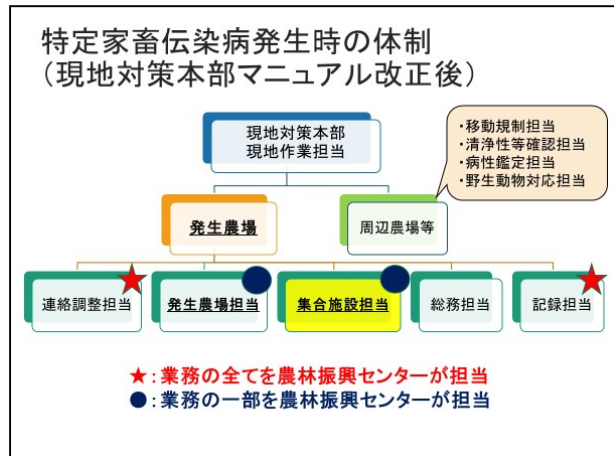 特定家畜伝染病発生時の体制
（現地対策本部マニュアル改正後）
現地対策本部
現地作業担当
・移動規制担当
・清浄性等確認担当
・病性鑑定担当
・野生動物対応担当
発生農場
周辺農場等
連絡調整担当
発生農場担当
集合施設担当
総務担当
記録担当
★：業務の全てを農林振興センターが担当
●：業務の一部を農林振興センターが担当